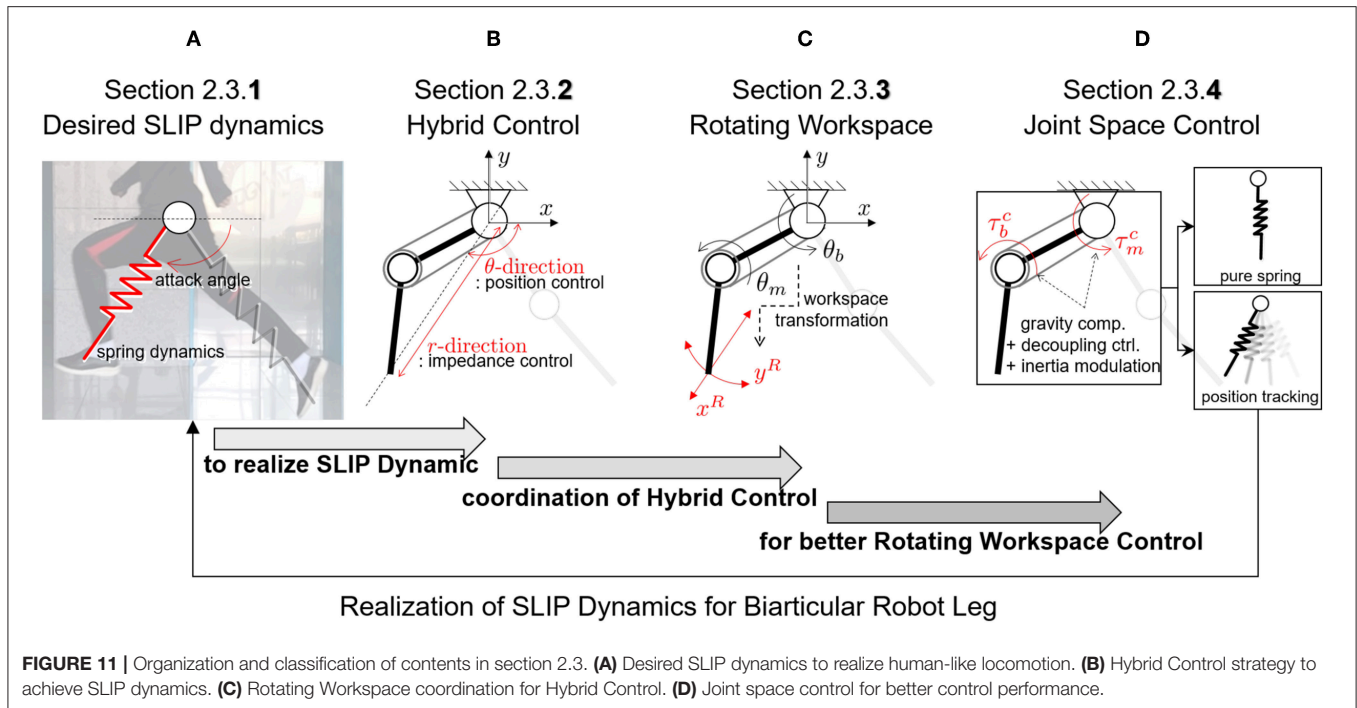 A
B
C
D
Section 2.3.1
Desired SLIP dynamics
Section 2.3.2
Hybrid Control
Section 2.3.3
Rotating Workspace
Section 2.3.4
Joint Space Control
attack angle
spring dynamics
y
x
θ-direction
: position control
r-direction
: impedance control
y
x
θ_b
θ_m
workspace
transformation
y^R
x^R
τ_b^c
τ_m^c
gravity comp.
+ decoupling ctrl.
+ inertia modulation
pure spring
position tracking
to realize SLIP Dynamic
coordination of Hybrid Control
for better Rotating Workspace Control
Realization of SLIP Dynamics for Biarticular Robot Leg
FIGURE 11 | Organization and classification of contents in section 2.3. (A) Desired SLIP dynamics to realize human-like locomotion. (B) Hybrid Control strategy to
achieve SLIP dynamics. (C) Rotating Workspace coordination for Hybrid Control. (D) Joint space control for better control performance.